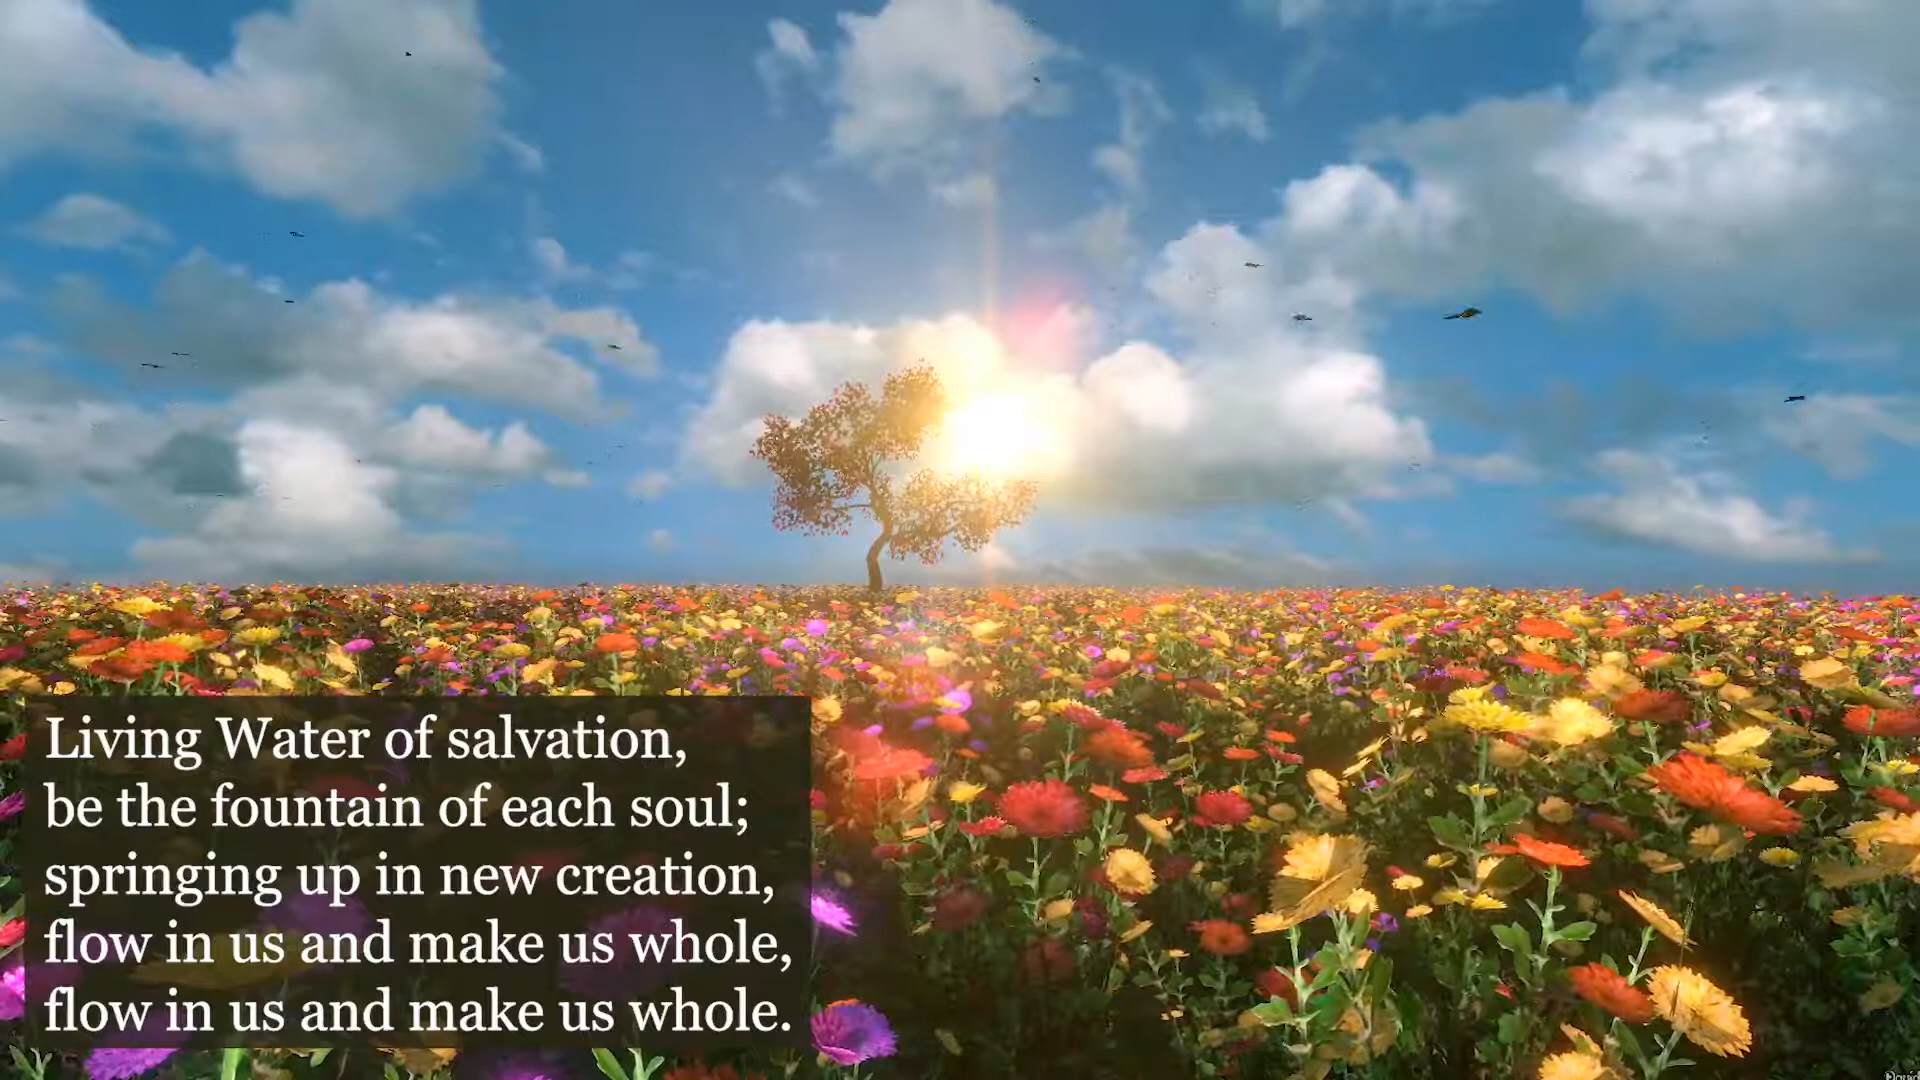 Living Water of salvation,
be the fountain of each soul;
springing up in new creation,
flow in us and make us whole,
flow in us and make us whole.